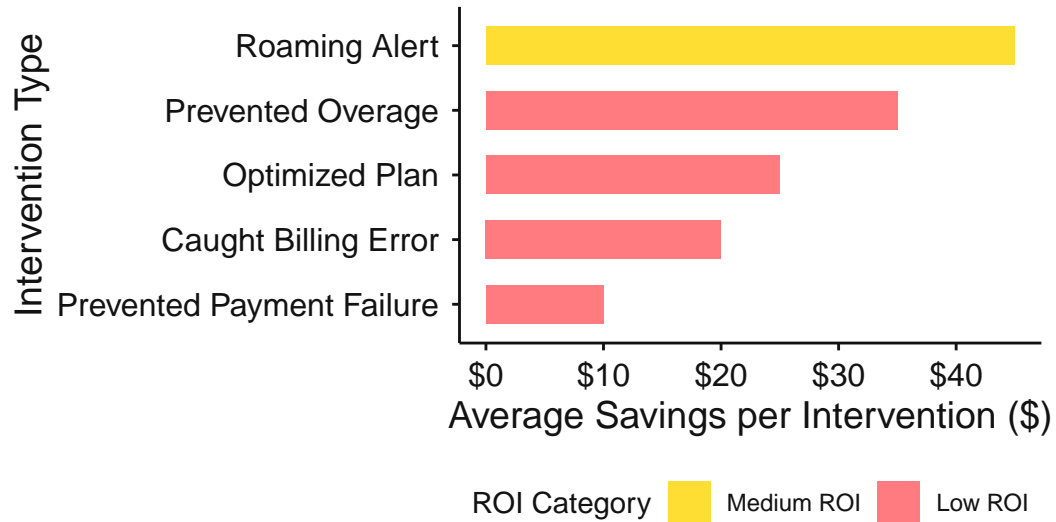 Intervention Type
Roaming Alert
Prevented Overage
Optimized Plan
Caught Billing Error
Prevented Payment Failure
$0 $10 $20 $30 $40
Average Savings per Intervention ($)
ROI Category Medium ROI Low ROI